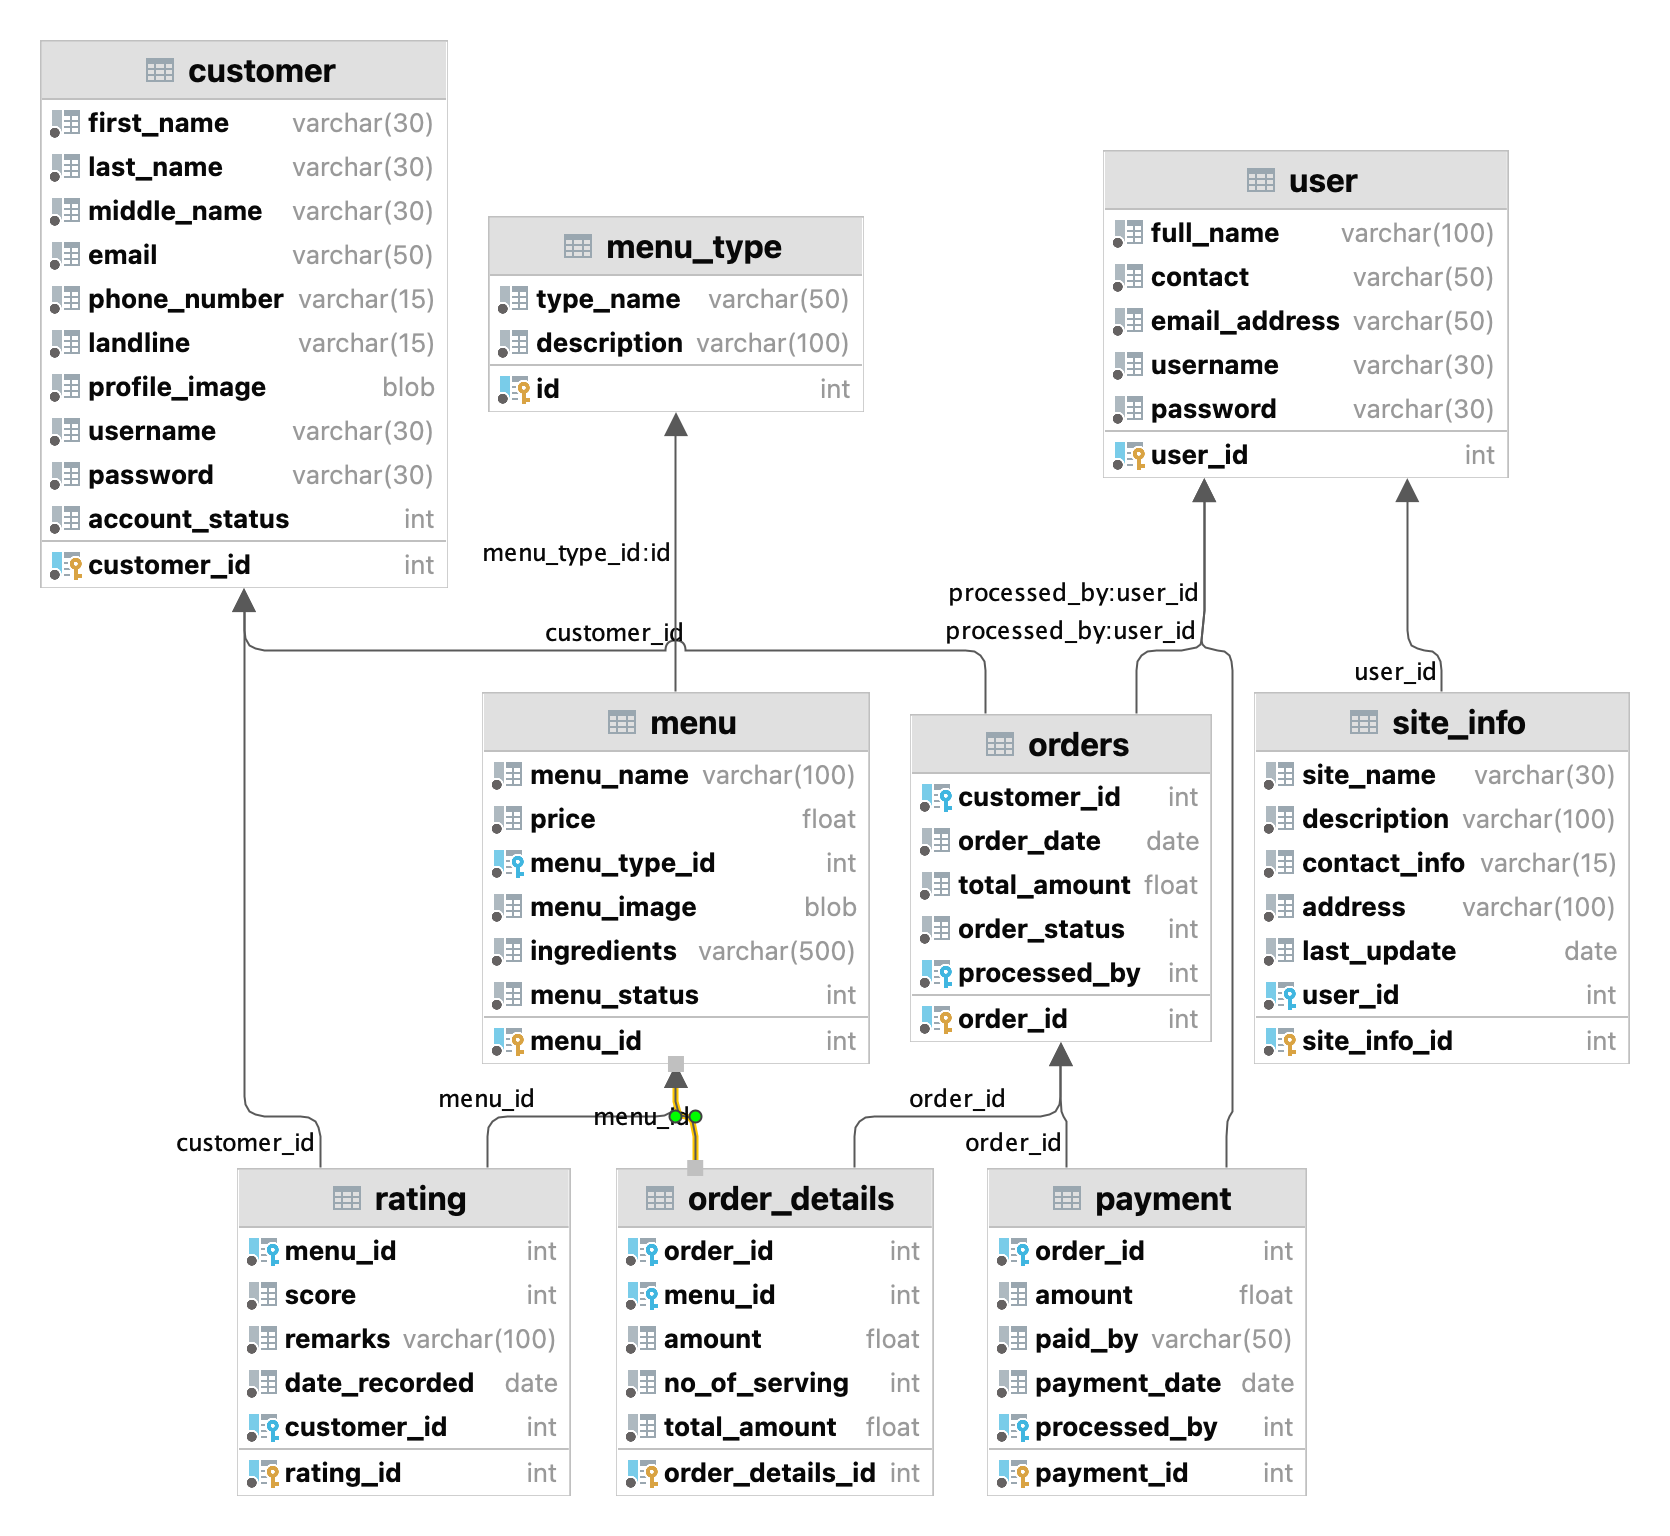 customer
first_name varchar(30)
last_name varchar(30)
middle_name varchar(30)
email varchar(50)
phone_number varchar(15)
landline varchar(15)
profile_image blob
username varchar(30)
password varchar(30)
account_status int
customer_id int
menu_type
type_name varchar(50)
description varchar(100)
id int
user
full_name varchar(100)
contact varchar(50)
email_address varchar(50)
username varchar(30)
password varchar(30)
user_id int
menu_type_id:id
processed_by:user_id
customer_id
processed_by:user_id
user_id
menu
menu_name varchar(100)
price float
menu_type_id int
menu_image blob
ingredients varchar(500)
menu_status int
menu_id int
orders
customer_id int
order_date date
total_amount float
order_status int
processed_by int
order_id int
site_info
site_name varchar(30)
description varchar(100)
contact_info varchar(15)
address varchar(100)
last_update date
user_id int
site_info_id int
menu_id
menu_id
order_id
customer_id
order_id
rating
menu_id int
score int
remarks varchar(100)
date_recorded date
customer_id int
rating_id int
order_details
order_id int
menu_id int
amount float
no_of_serving int
total_amount float
order_details_id int
payment
order_id int
amount float
paid_by varchar(50)
payment_date date
processed_by int
payment_id int